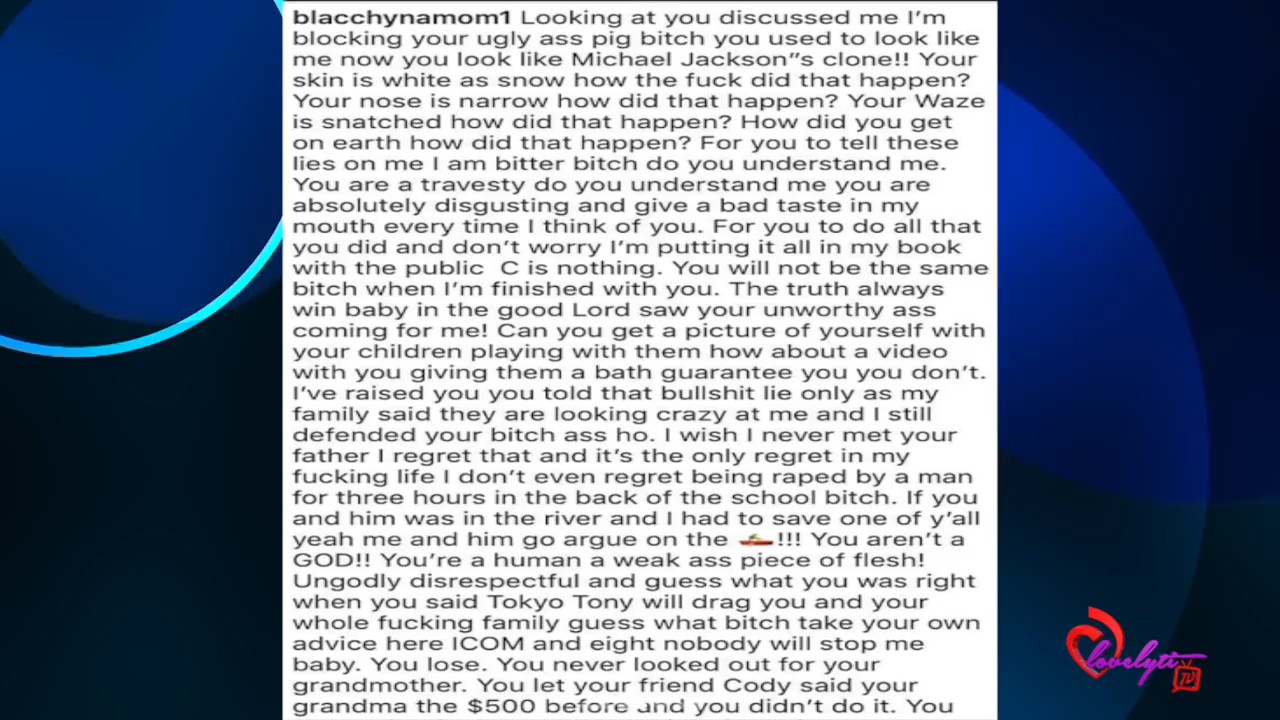 blacchynamom1 Looking at you discussed me I'm
blocking your ugly ass pig bitch you used to look like
me now you look like Michael Jackson"s clone!! Your
skin is white as snow how the fuck did that happen?
Your nose is narrow how did that happen? Your Waze
is snatched how did that happen? How did you get
on earth how did that happen? For you to tell these
lies on me I am bitter bitch do you understand me.
You are a travesty do you understand me you are
absolutely disgusting and give a bad taste in my
mouth every time I think of you. For you to do all that
you did and don't worry I'm putting it all in my book
with the public  C is nothing. You will not be the same
bitch when I'm finished with you. The truth always
win baby in the good Lord saw your unworthy ass
coming for me! Can you get a picture of yourself with
your children playing with them how about a video
with you giving them a bath guarantee you you don't.
I've raised you you told that bullshit lie only as my
family said they are looking crazy at me and I still
defended your bitch ass ho. I wish I never met your
father I regret that and it's the only regret in my
fucking life I don't even regret being raped by a man
for three hours in the back of the school bitch. If you
and him was in the river and I had to save one of y'all
yeah me and him go argue on the 🚣!!! You aren't a
GOD!! You're a human a weak ass piece of flesh!
Ungodly disrespectful and guess what you was right
when you said Tokyo Tony will drag you and your
whole fucking family guess what bitch take your own
advice here ICOM and eight nobody will stop me
baby. You lose. You never looked out for your
grandmother. You let your friend Cody said your
grandma the $500 before and you didn't do it. You
lovelyti
TV